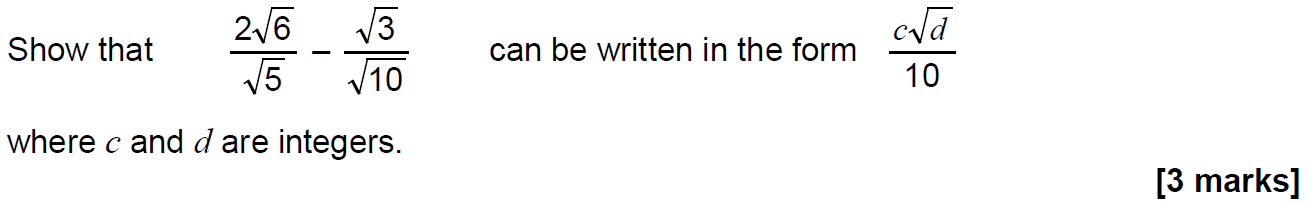 Show that 2√6/√5 − √3/√10 can be written in the form c√d/10
where c and d are integers.
[3 marks]